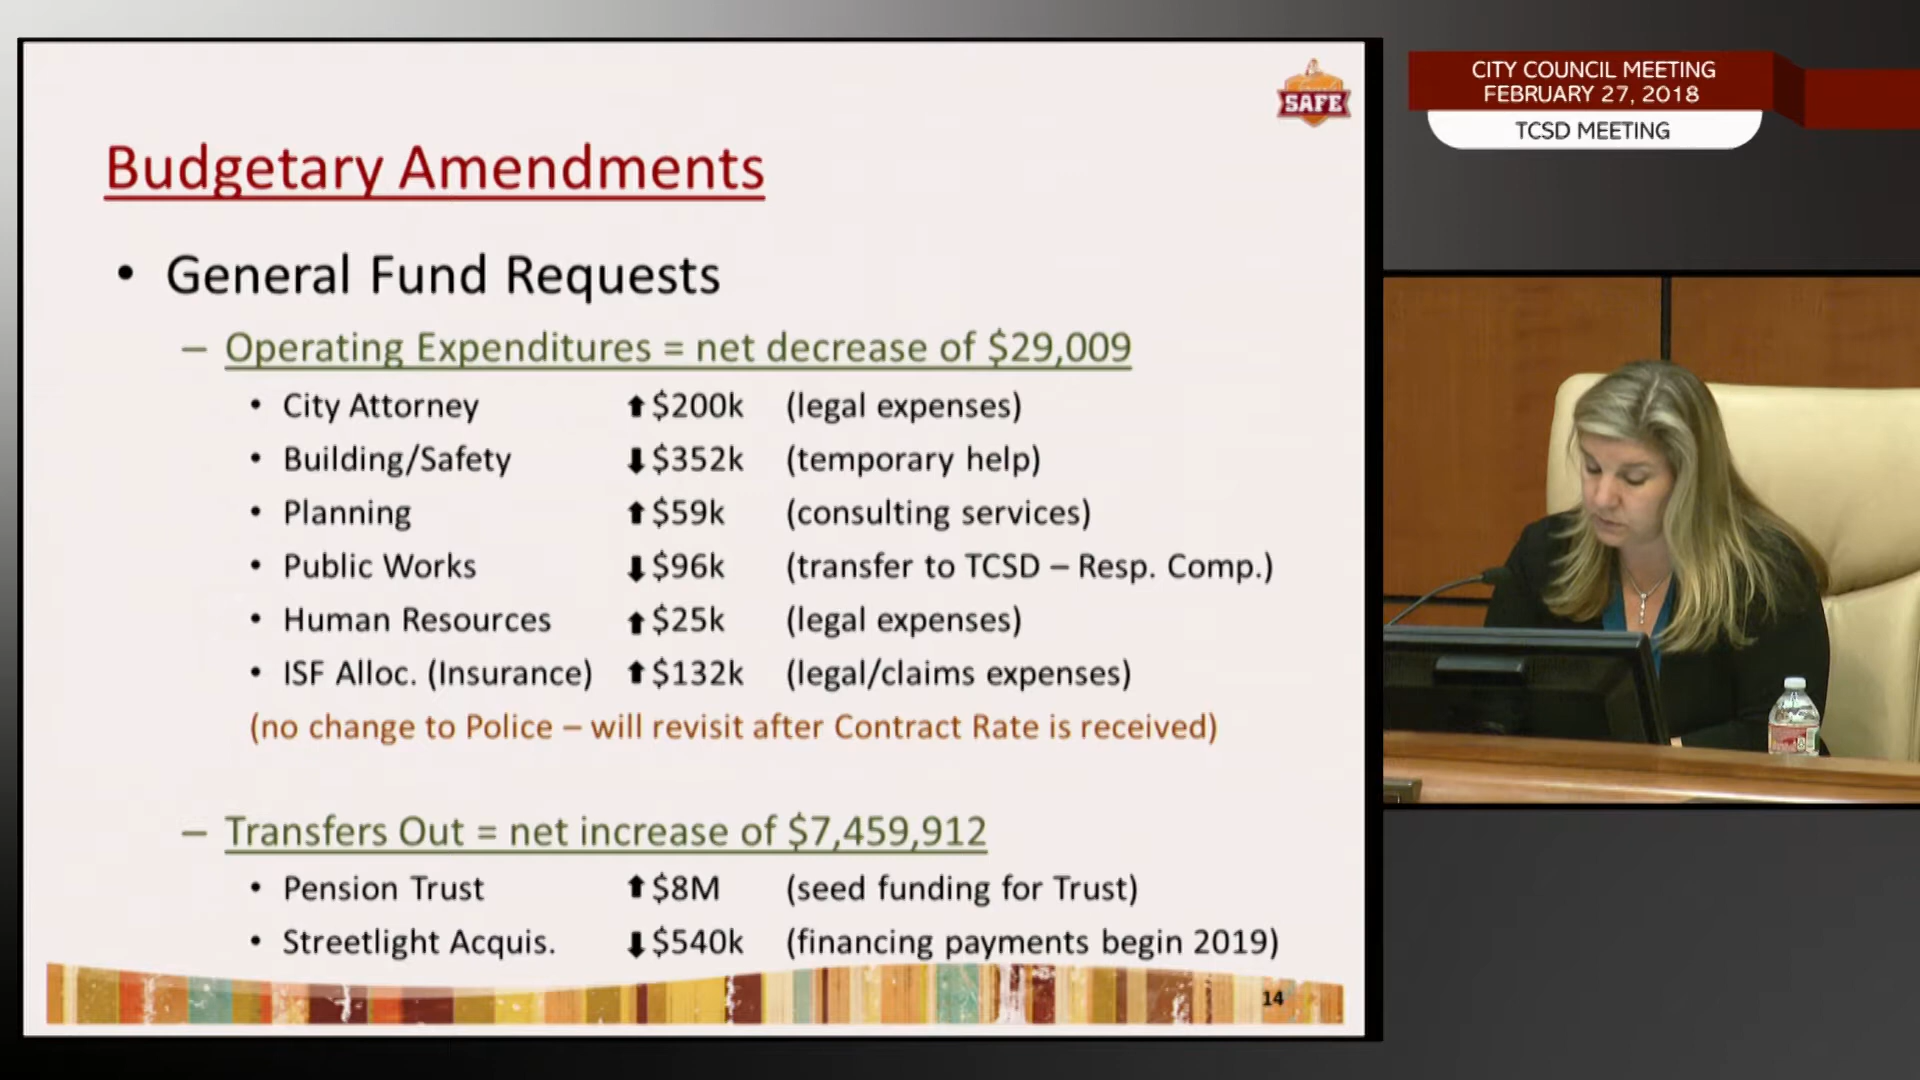 SAFE
Budgetary Amendments
• General Fund Requests
– Operating Expenditures = net decrease of $29,009
• City Attorney ⬆ $200k (legal expenses)
• Building/Safety ⬇ $352k (temporary help)
• Planning ⬆ $59k (consulting services)
• Public Works ⬇ $96k (transfer to TCSD – Resp. Comp.)
• Human Resources ⬆ $25k (legal expenses)
• ISF Alloc. (Insurance) ⬆ $132k (legal/claims expenses)
(no change to Police – will revisit after Contract Rate is received)
– Transfers Out = net increase of $7,459,912
• Pension Trust ⬆ $8M (seed funding for Trust)
• Streetlight Acquis. ⬇ $540k (financing payments begin 2019)
14
CITY COUNCIL MEETING
FEBRUARY 27, 2018
TCSD MEETING